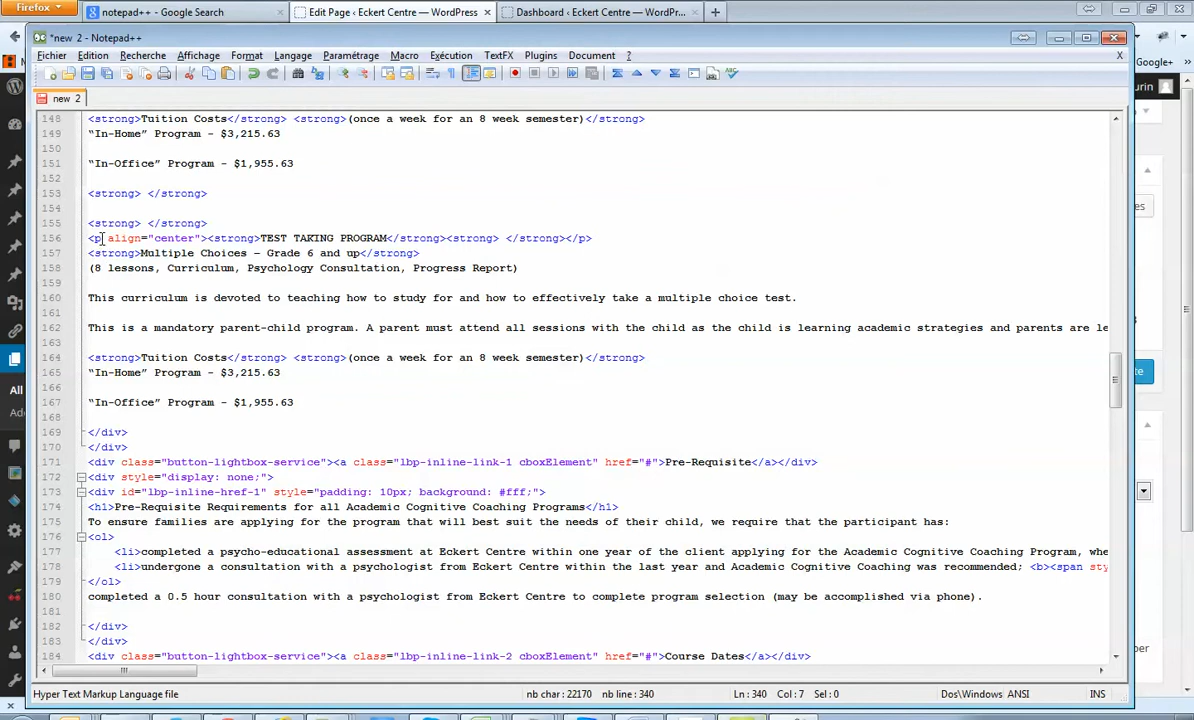 Firefox
notepad++ - Google Search
Edit Page ‹ Eckert Centre — WordPress
Dashboard ‹ Eckert Centre — WordPr...
*new 2 - Notepad++
Fichier Edition Recherche Affichage Format Langage Paramétrage Macro Exécution TextFX Plugins Document ? X
Google+
new 2
148 <strong>Tuition Costs</strong> <strong>(once a week for an 8 week semester)</strong>
149 “In-Home” Program – $3,215.63
150
151 “In-Office” Program – $1,955.63
152
153 <strong> </strong>
154
155 <strong> </strong>
156 <p align="center"><strong>TEST TAKING PROGRAM</strong><strong> </strong></p>
157 <strong>Multiple Choices – Grade 6 and up</strong>
158 (8 lessons, Curriculum, Psychology Consultation, Progress Report)
159
160 This curriculum is devoted to teaching how to study for and how to effectively take a multiple choice test.
161
162 This is a mandatory parent-child program. A parent must attend all sessions with the child as the child is learning academic strategies and parents are le
163
164 <strong>Tuition Costs</strong> <strong>(once a week for an 8 week semester)</strong>
165 “In-Home” Program – $3,215.63
166
167 “In-Office” Program – $1,955.63
168
169 </div>
170 </div>
171 <div class="button-lightbox-service"><a class="lbp-inline-link-1 cboxElement" href="#">Pre-Requisite</a></div>
172 <div style="display: none;">
173 <div id="lbp-inline-href-1" style="padding: 10px; background: #fff;">
174 <h1>Pre-Requisite Requirements for all Academic Cognitive Coaching Programs</h1>
175 To ensure families are applying for the program that will best suit the needs of their child, we require that the participant has:
176 <ol>
177 <li>completed a psycho-educational assessment at Eckert Centre within one year of the client applying for the Academic Cognitive Coaching Program, whe
178 <li>undergone a consultation with a psychologist from Eckert Centre within the last year and Academic Cognitive Coaching was recommended; <b><span sty
179 </ol>
180 completed a 0.5 hour consultation with a psychologist from Eckert Centre to complete program selection (may be accomplished via phone).
181
182 </div>
183 </div>
184 <div class="button-lightbox-service"><a class="lbp-inline-link-2 cboxElement" href="#">Course Dates</a></div>
All
Ad
urin
es
te
ber
Hyper Text Markup Language file nb char : 22170 nb line : 340 Ln : 340 Col : 7 Sel : 0 Dos\Windows ANSI INS